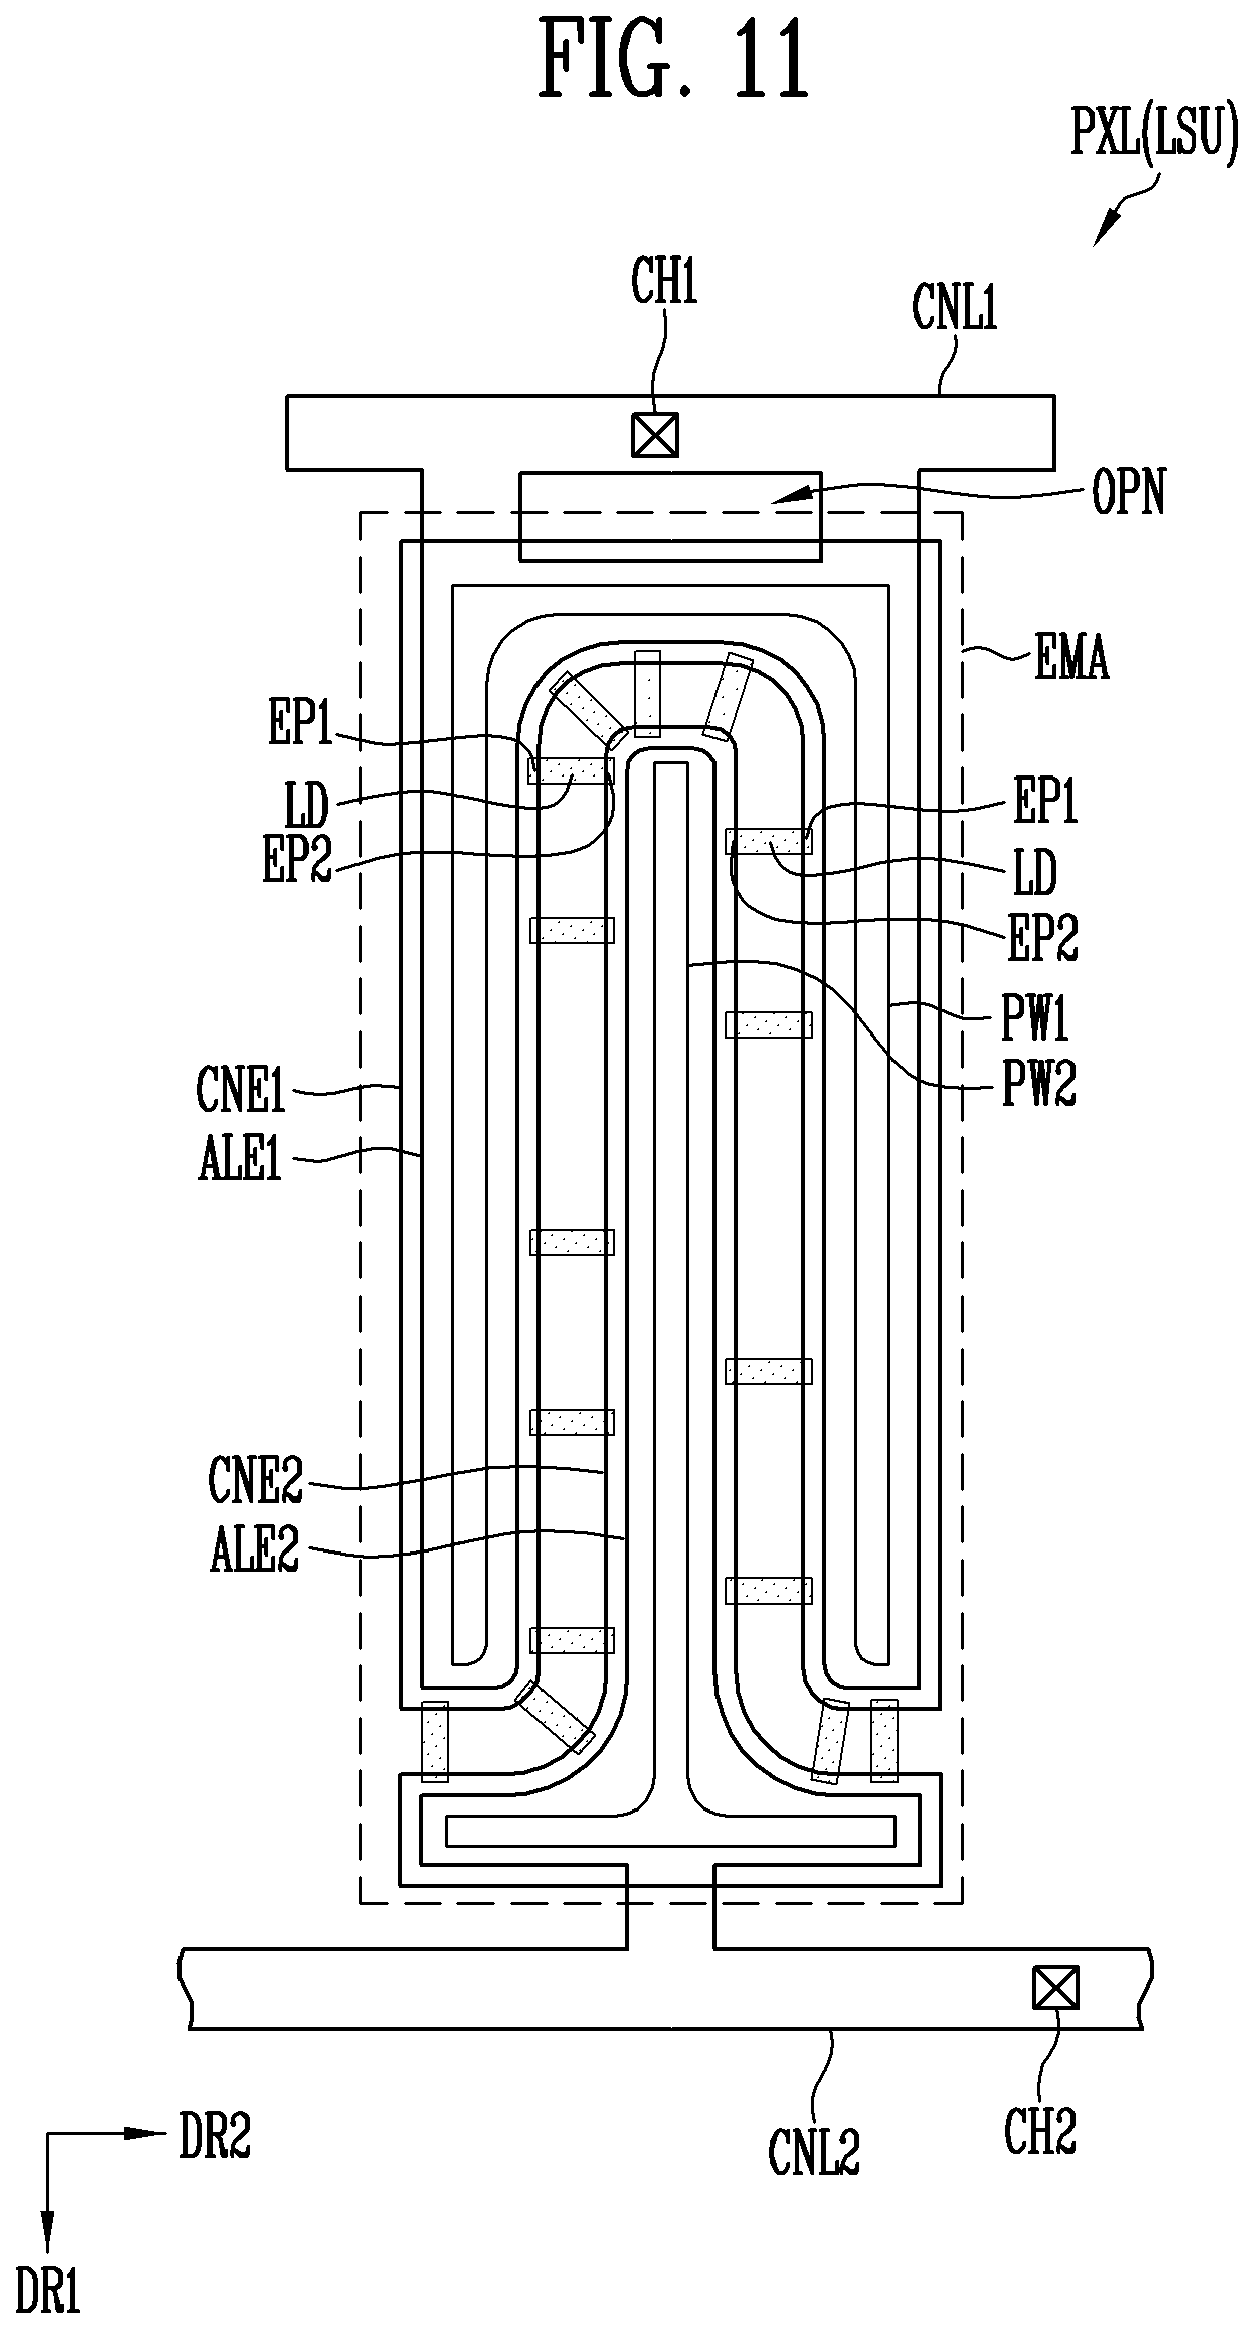 FIG. 11
PXL(LSU)
CH1
CNL1
OPN
EMA
EP1
LD
EP2
EP1
LD
EP2
PW1
PW2
CNE1
ALE1
CNE2
ALE2
DR2
CNL2
CH2
DR1